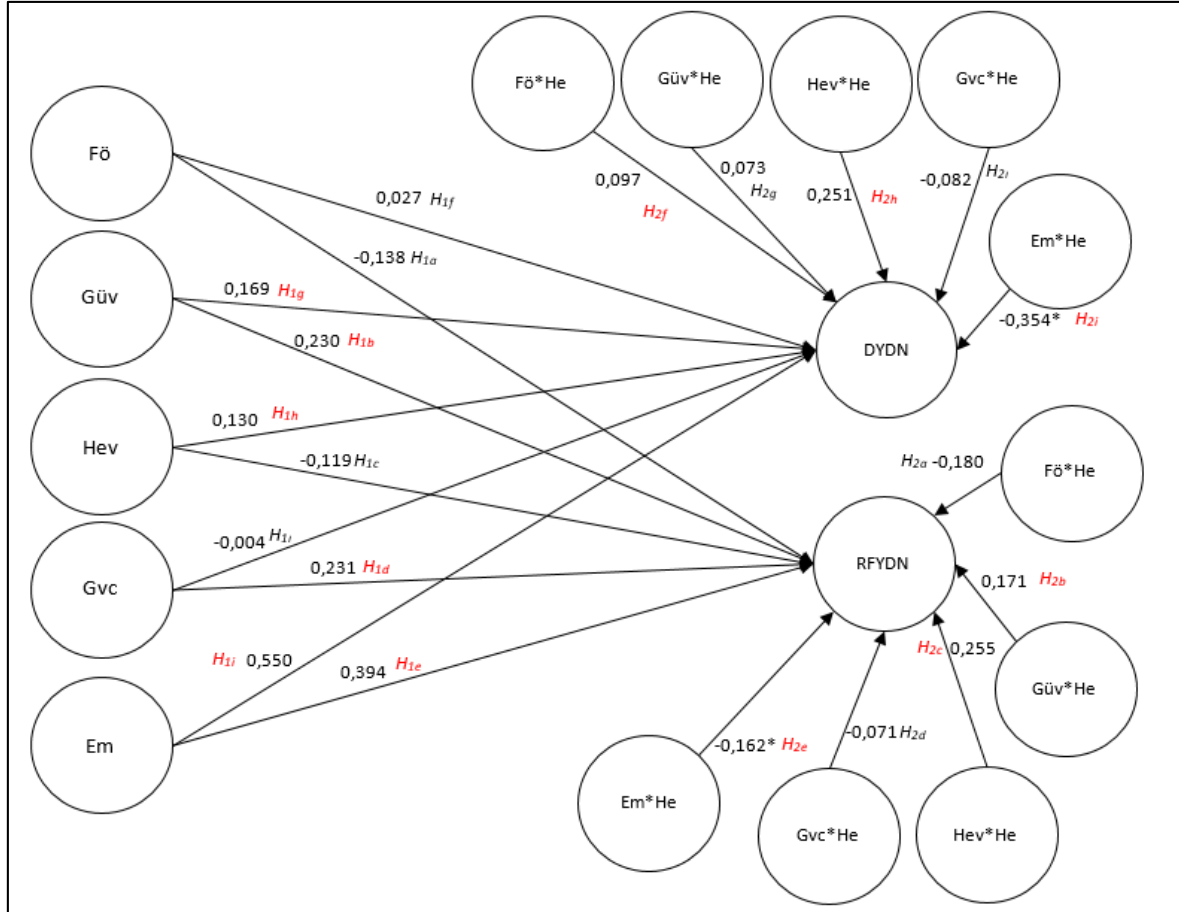 Fö*He
Güv*He
Hev*He
Gvc*He
Fö
0,097
H2f
0,073
H2g
0,251 H2h
-0,082 H2ı
Em*He
-0,354* H2i
0,027 H1f
-0,138 H1a
Güv
0,169 H1g
0,230 H1b
DYDN
Hev
0,130 H1h
-0,119 H1c
H2a -0,180
Fö*He
-0,004 H1ı
Gvc
0,231 H1d
RFYDN
0,171 H2b
H1i 0,550
0,394 H1e
H2c 0,255
Güv*He
Em
-0,162* H2e
-0,071 H2d
Em*He
Gvc*He
Hev*He